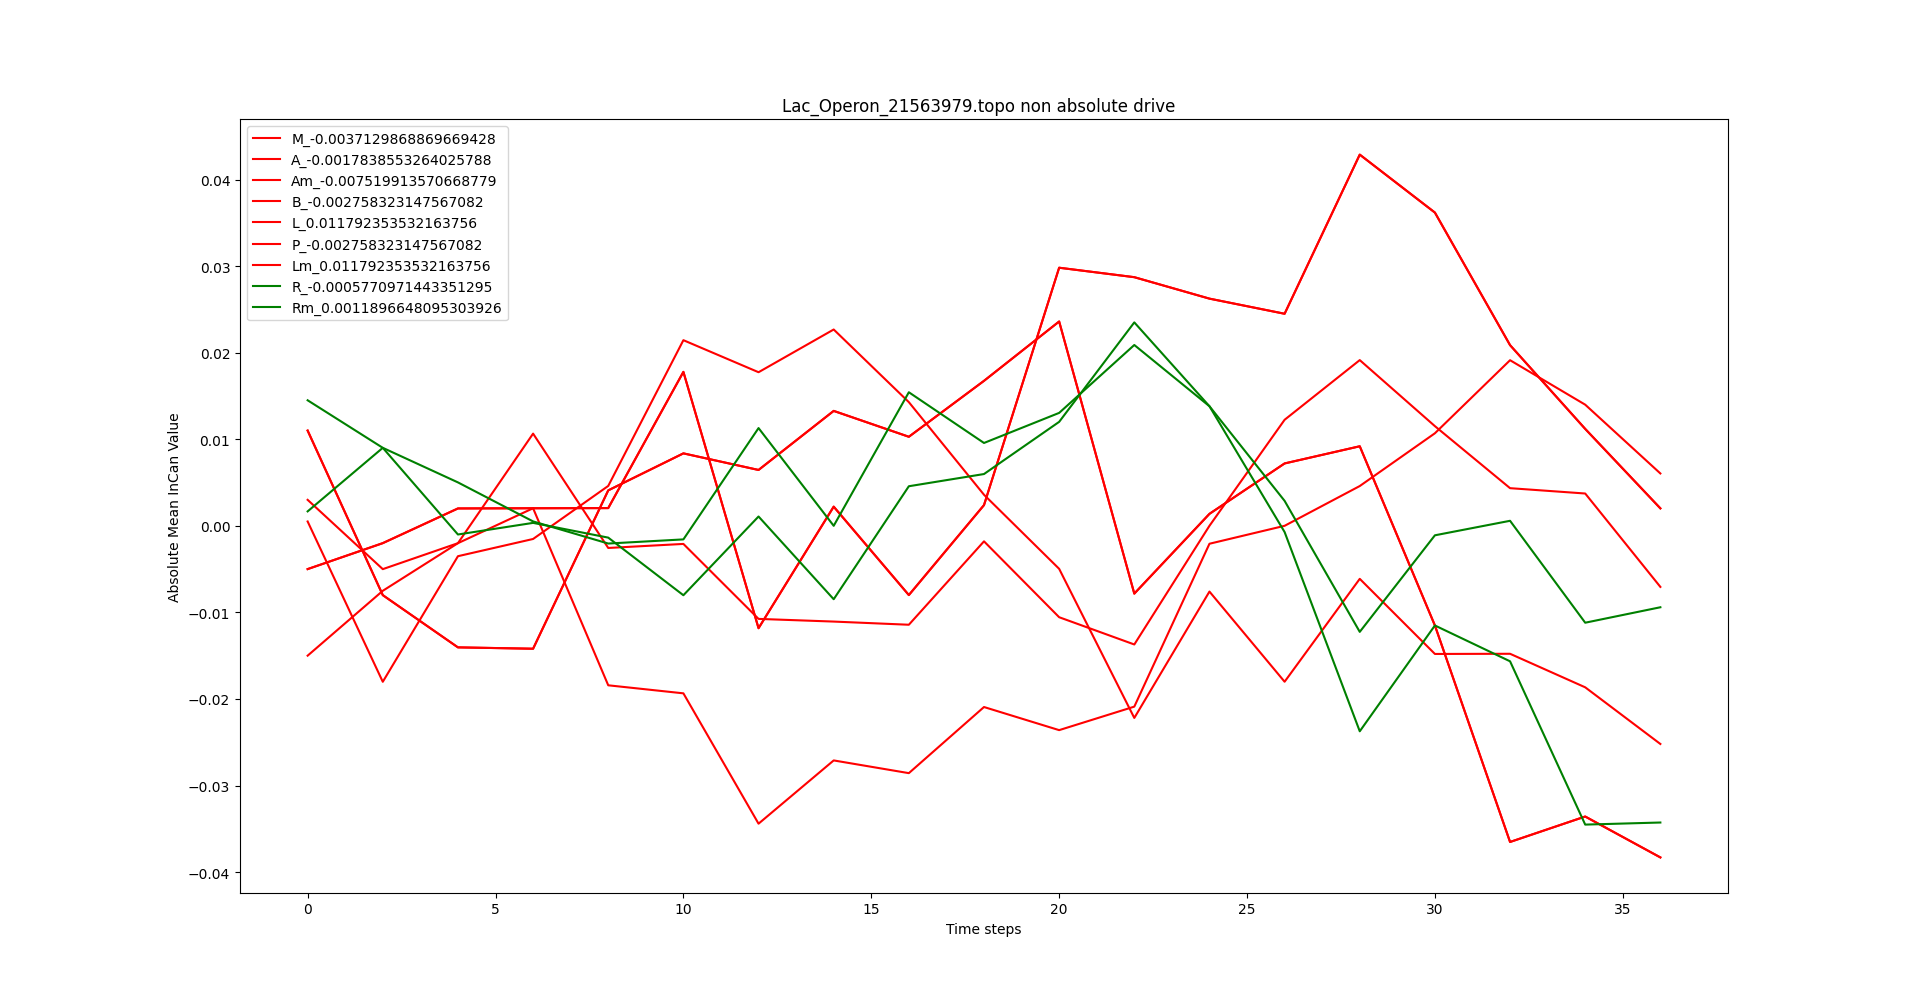 Lac_Operon_21563979.topo non absolute drive
M_-0.0037129868869669428
A_-0.0017838553264025788
Am_-0.007519913570668779
B_-0.002758323147567082
L_0.011792353532163756
P_-0.002758323147567082
Lm_0.011792353532163756
R_-0.0005770971443351295
Rm_0.0011896648095303926
0.04
0.03
0.02
0.01
0.00
−0.01
−0.02
−0.03
−0.04
Absolute Mean InCan Value
0 5 10 15 20 25 30 35
Time steps